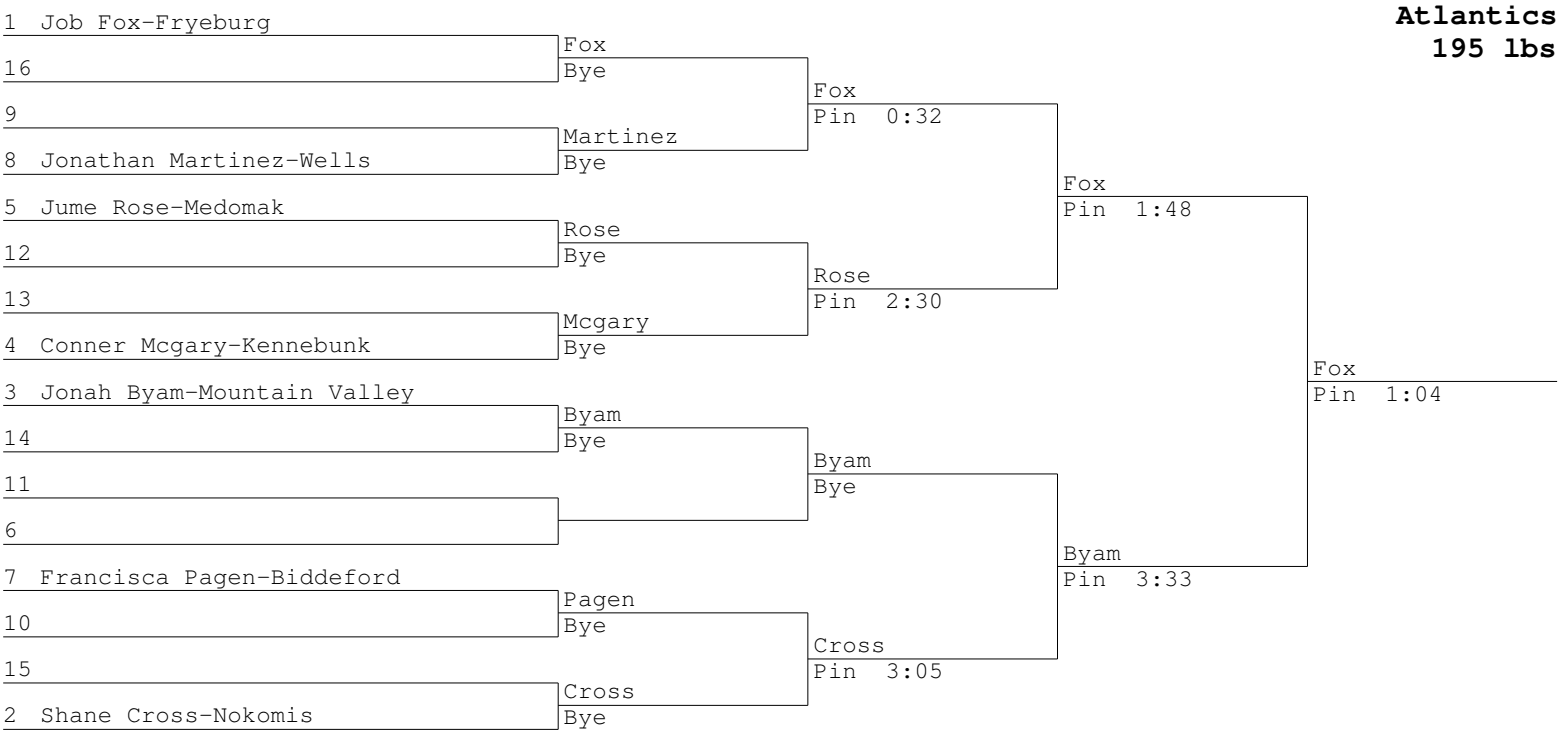 Atlantics
195 lbs
1 Job Fox-Fryeburg
16
9
8 Jonathan Martinez-Wells
5 Jume Rose-Medomak
12
13
4 Conner Mcgary-Kennebunk
3 Jonah Byam-Mountain Valley
14
11
6
7 Francisca Pagen-Biddeford
10
15
2 Shane Cross-Nokomis
Fox
Bye
Martinez
Bye
Rose
Bye
Mcgary
Bye
Byam
Bye
Pagen
Bye
Cross
Bye
Fox
Pin 0:32
Rose
Pin 2:30
Byam
Bye
Cross
Pin 3:05
Fox
Pin 1:48
Byam
Pin 3:33
Fox
Pin 1:04